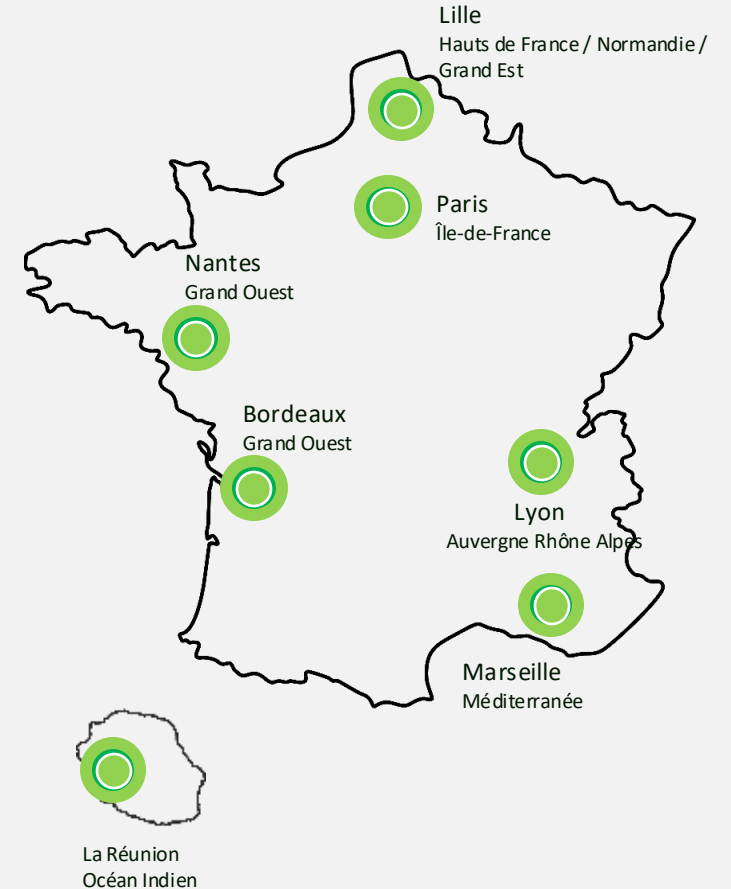 Lille
Hauts de France / Normandie /
Grand Est
Paris
Île-de-France
Nantes
Grand Ouest
Bordeaux
Grand Ouest
Lyon
Auvergne Rhône Alpes
Marseille
Méditerranée
La Réunion
Océan Indien